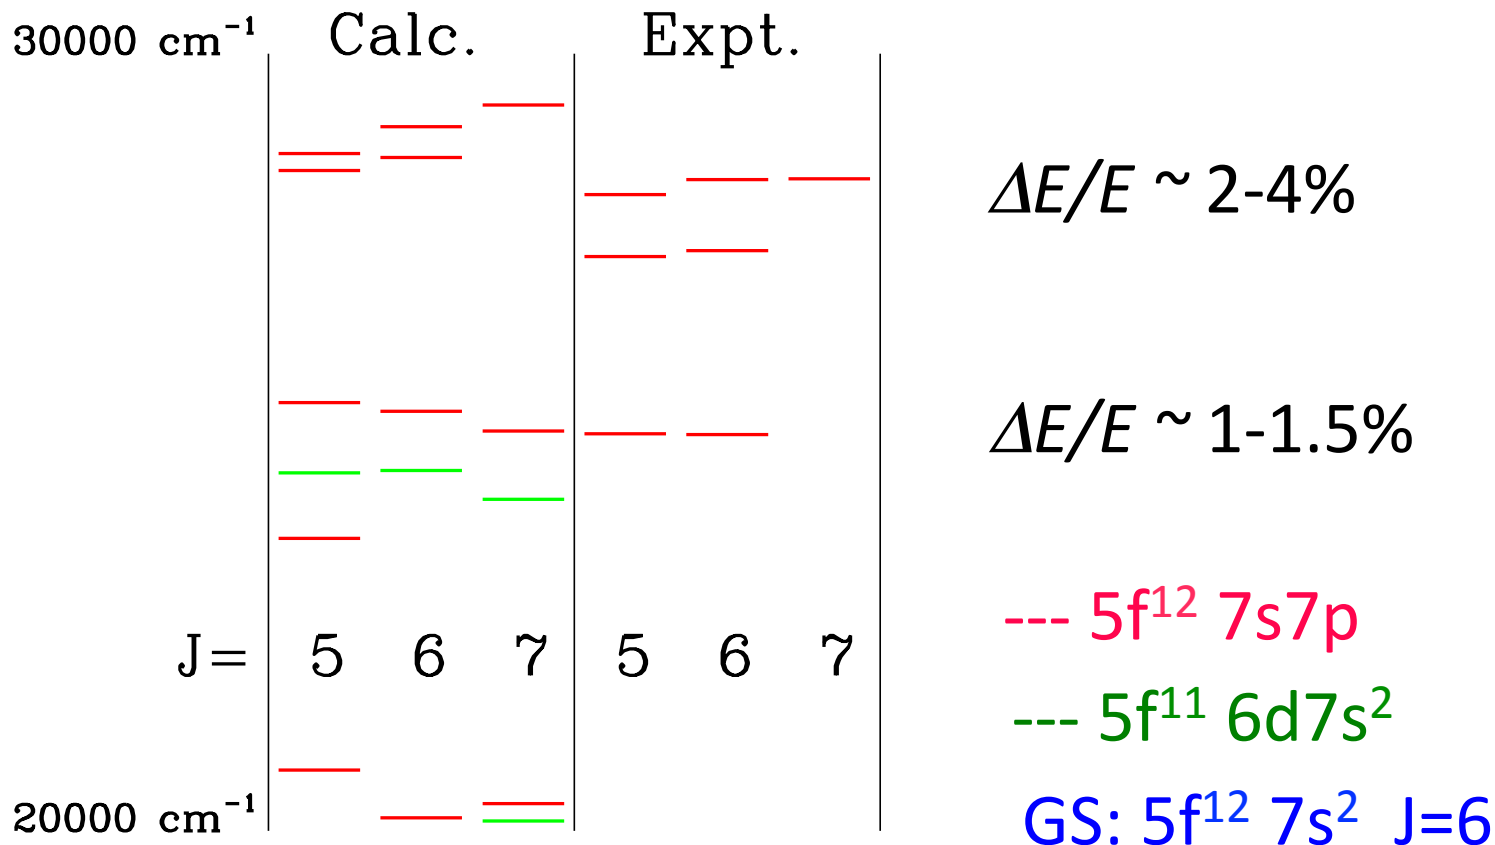 30000 cm⁻¹ Calc. Expt.
ΔE/E ~ 2-4%
ΔE/E ~ 1-1.5%
--- 5f¹² 7s7p
J= 5 6 7 5 6 7
--- 5f¹¹ 6d7s²
20000 cm⁻¹
GS: 5f¹² 7s² J=6